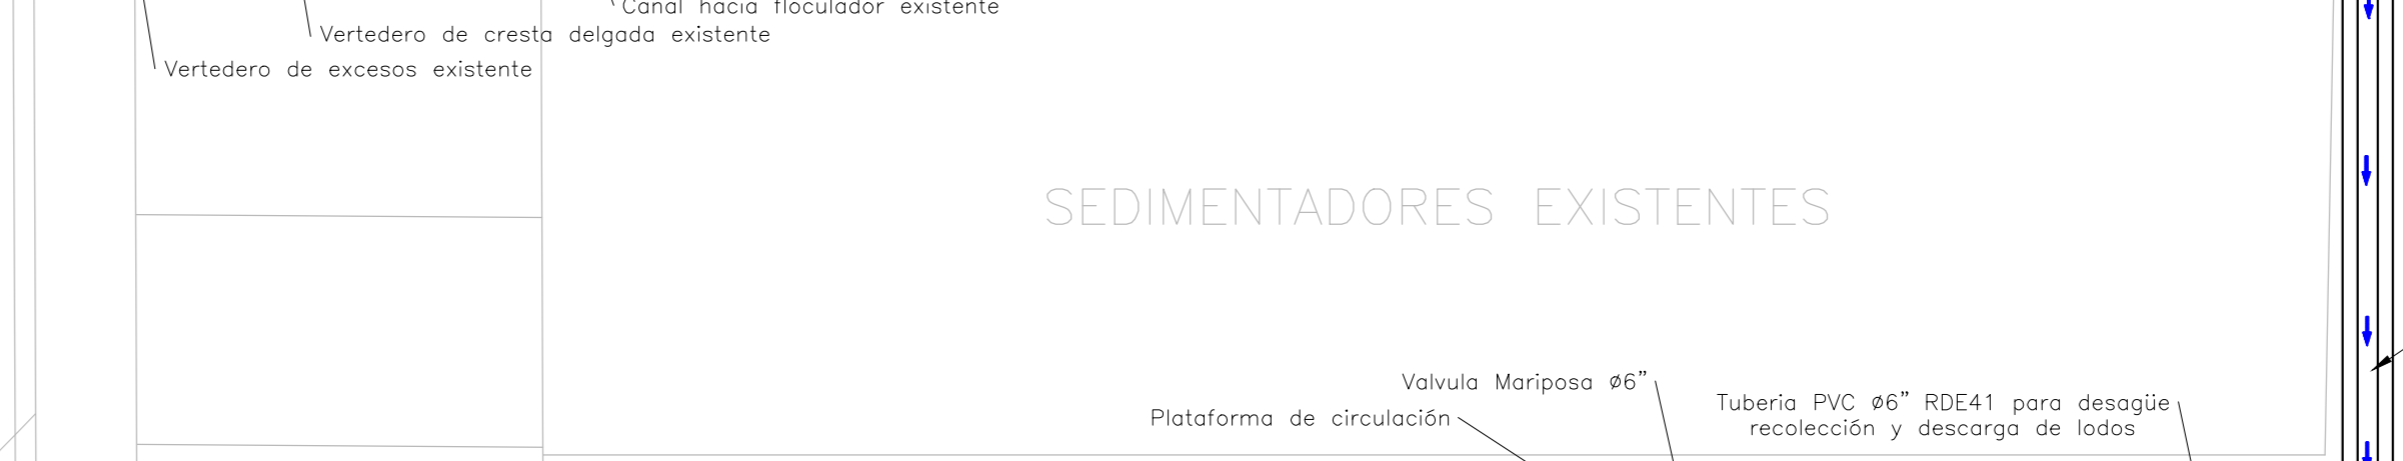 Canal hacia floculador existente
Vertedero de cresta delgada existente
Vertedero de excesos existente
SEDIMENTADORES EXISTENTES
Valvula Mariposa ø6”
Plataforma de circulación
Tuberia PVC ø6” RDE41 para desagüe
recolección y descarga de lodos